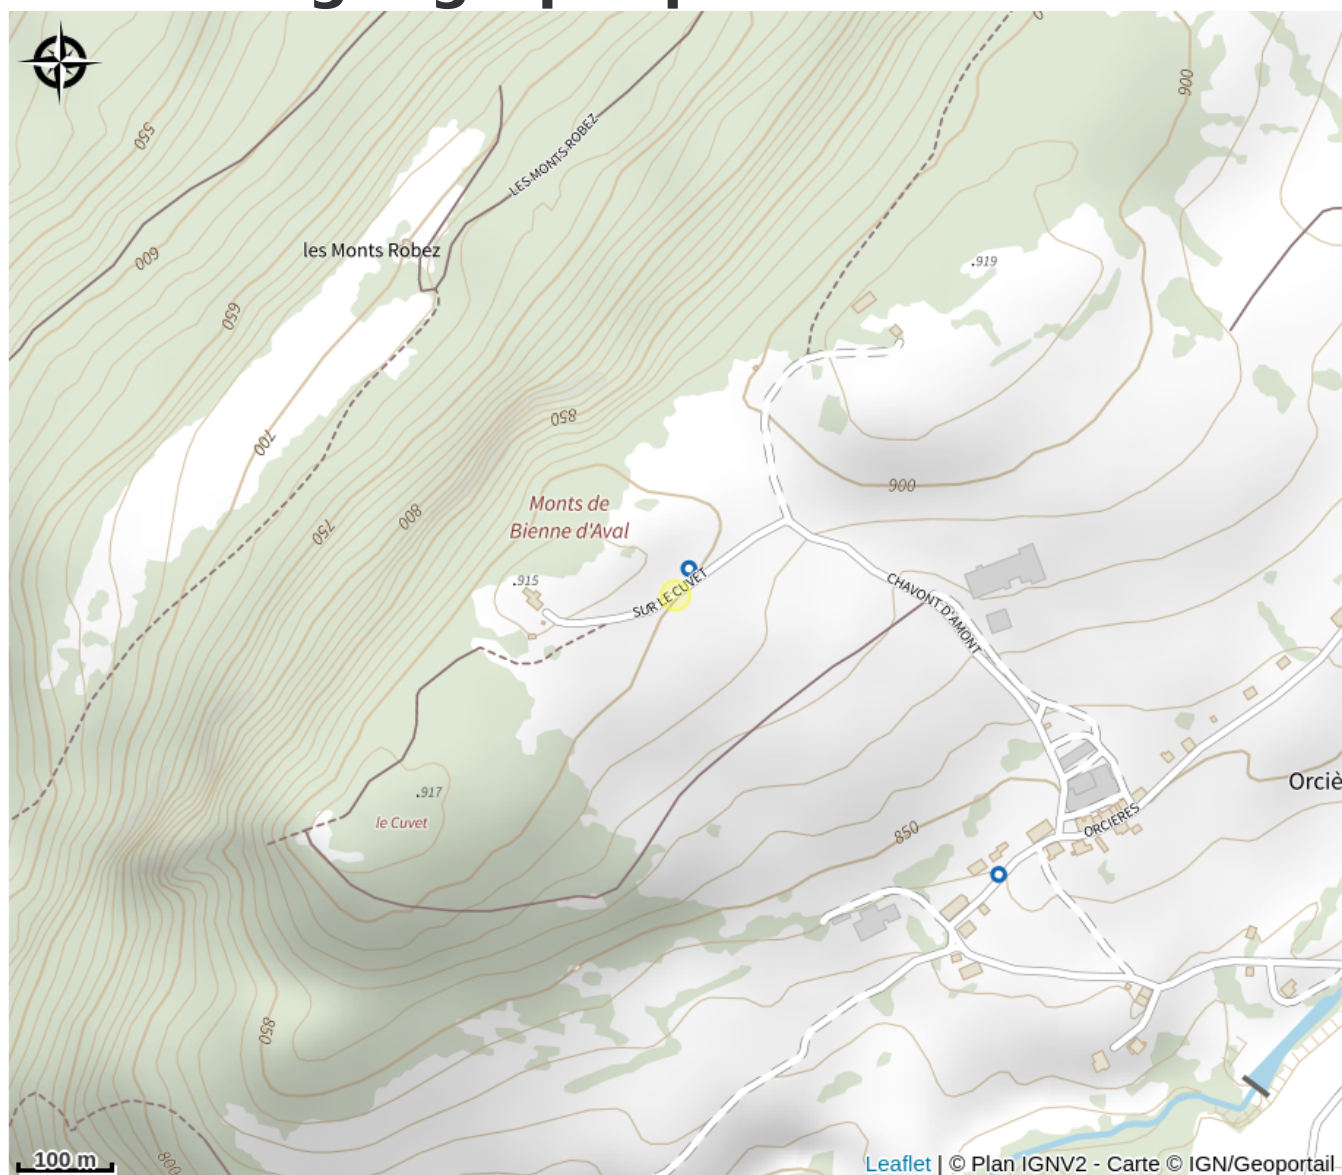 900
550
LES MONTS ROBEZ
les Monts Robez
600
.919
650
850
700
900
Monts de
Bienne d'Aval
800
750
.915
SUR LE CUVET
CHAVONT D'AMONT
Orciè
.917
le Cuvet
ORCIERES
850
850
800
100 m
Leaflet | © Plan IGNV2 - Carte © IGN/Geoportail